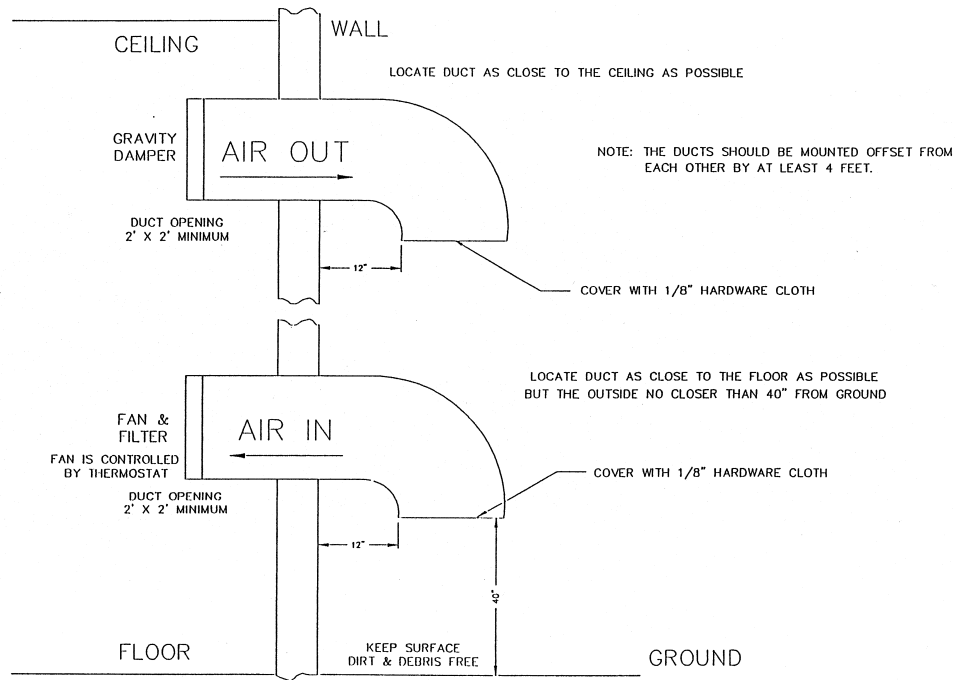 WALL
CEILING
LOCATE DUCT AS CLOSE TO THE CEILING AS POSSIBLE
GRAVITY
DAMPER
AIR OUT
NOTE: THE DUCTS SHOULD BE MOUNTED OFFSET FROM
EACH OTHER BY AT LEAST 4 FEET.
DUCT OPENING
2' X 2' MINIMUM
12"
COVER WITH 1/8" HARDWARE CLOTH
LOCATE DUCT AS CLOSE TO THE FLOOR AS POSSIBLE
BUT THE OUTSIDE NO CLOSER THAN 40" FROM GROUND
FAN &
FILTER
AIR IN
FAN IS CONTROLLED
BY THERMOSTAT
COVER WITH 1/8" HARDWARE CLOTH
DUCT OPENING
2' X 2' MINIMUM
12"
40"
KEEP SURFACE
DIRT & DEBRIS FREE
FLOOR
GROUND